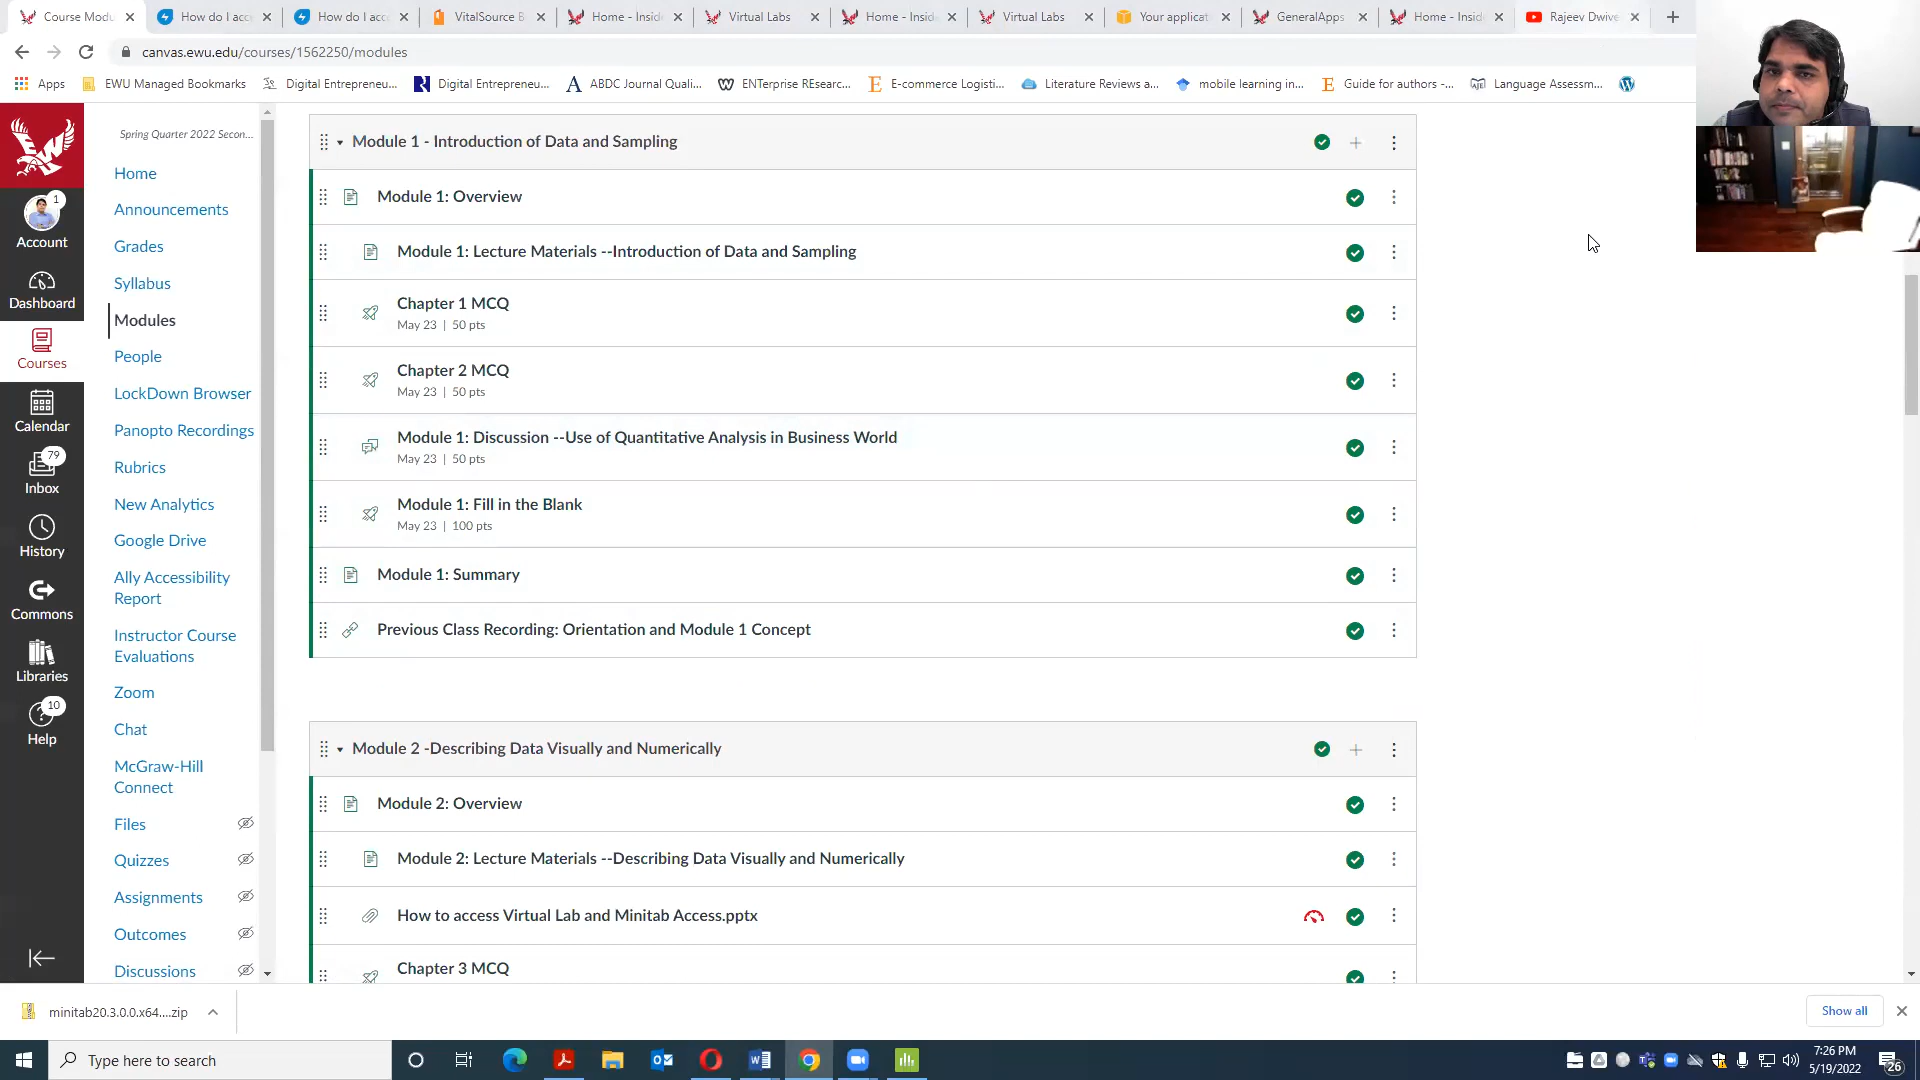 Course Modu
How do I acc
How do I acc
VitalSource B
Home - Insid
Virtual Labs
Home - Insid
Virtual Labs
Your applicat
GeneralApps
Home - Insid
Rajeev Dwive
canvas.ewu.edu/courses/1562250/modules
Apps
EWU Managed Bookmarks
Digital Entrepreneu...
Digital Entrepreneu...
ABDC Journal Quali...
ENTerprise REsearc...
E-commerce Logisti...
Literature Reviews a...
mobile learning in...
Guide for authors -...
Language Assessm...
Spring Quarter 2022 Secon...
Home
Announcements
Grades
Syllabus
Modules
People
LockDown Browser
Panopto Recordings
Rubrics
New Analytics
Google Drive
Ally Accessibility
Report
Instructor Course
Evaluations
Zoom
Chat
McGraw-Hill
Connect
Files
Quizzes
Assignments
Outcomes
Discussions
1
Account
Dashboard
Courses
Calendar
79
Inbox
History
Commons
Libraries
10
Help
Module 1 - Introduction of Data and Sampling
Module 1: Overview
Module 1: Lecture Materials --Introduction of Data and Sampling
Chapter 1 MCQ
May 23 | 50 pts
Chapter 2 MCQ
May 23 | 50 pts
Module 1: Discussion --Use of Quantitative Analysis in Business World
May 23 | 50 pts
Module 1: Fill in the Blank
May 23 | 100 pts
Module 1: Summary
Previous Class Recording: Orientation and Module 1 Concept
Module 2 -Describing Data Visually and Numerically
Module 2: Overview
Module 2: Lecture Materials --Describing Data Visually and Numerically
How to access Virtual Lab and Minitab Access.pptx
Chapter 3 MCQ
minitab20.3.0.0.x64....zip
Show all
Type here to search
7:26 PM
5/19/2022
26